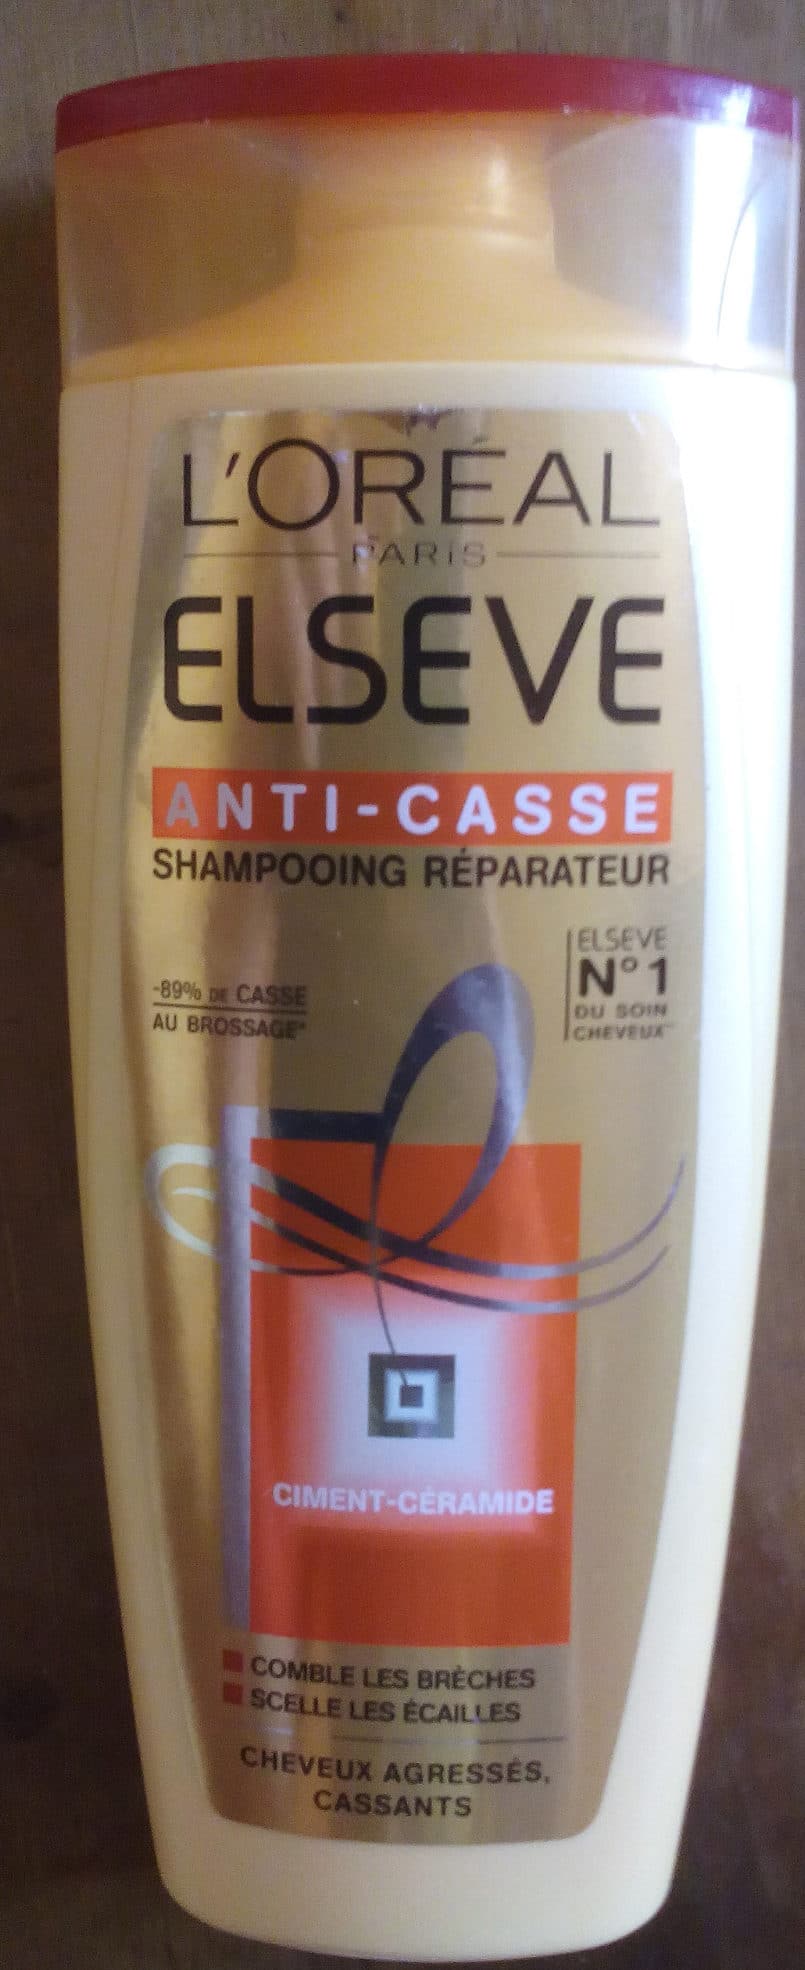 L'ORÉAL
PARIS
ELSEVE
ANTI-CASSE
SHAMPOOING RÉPARATEUR
-89% DE CASSE
AU BROSSAGE*
ELSEVE
N°1
DU SOIN
CHEVEUX**
CIMENT-CÉRAMIDE
COMBLE LES BRÈCHES
SCELLE LES ÉCAILLES
CHEVEUX AGRESSÉS,
CASSANTS